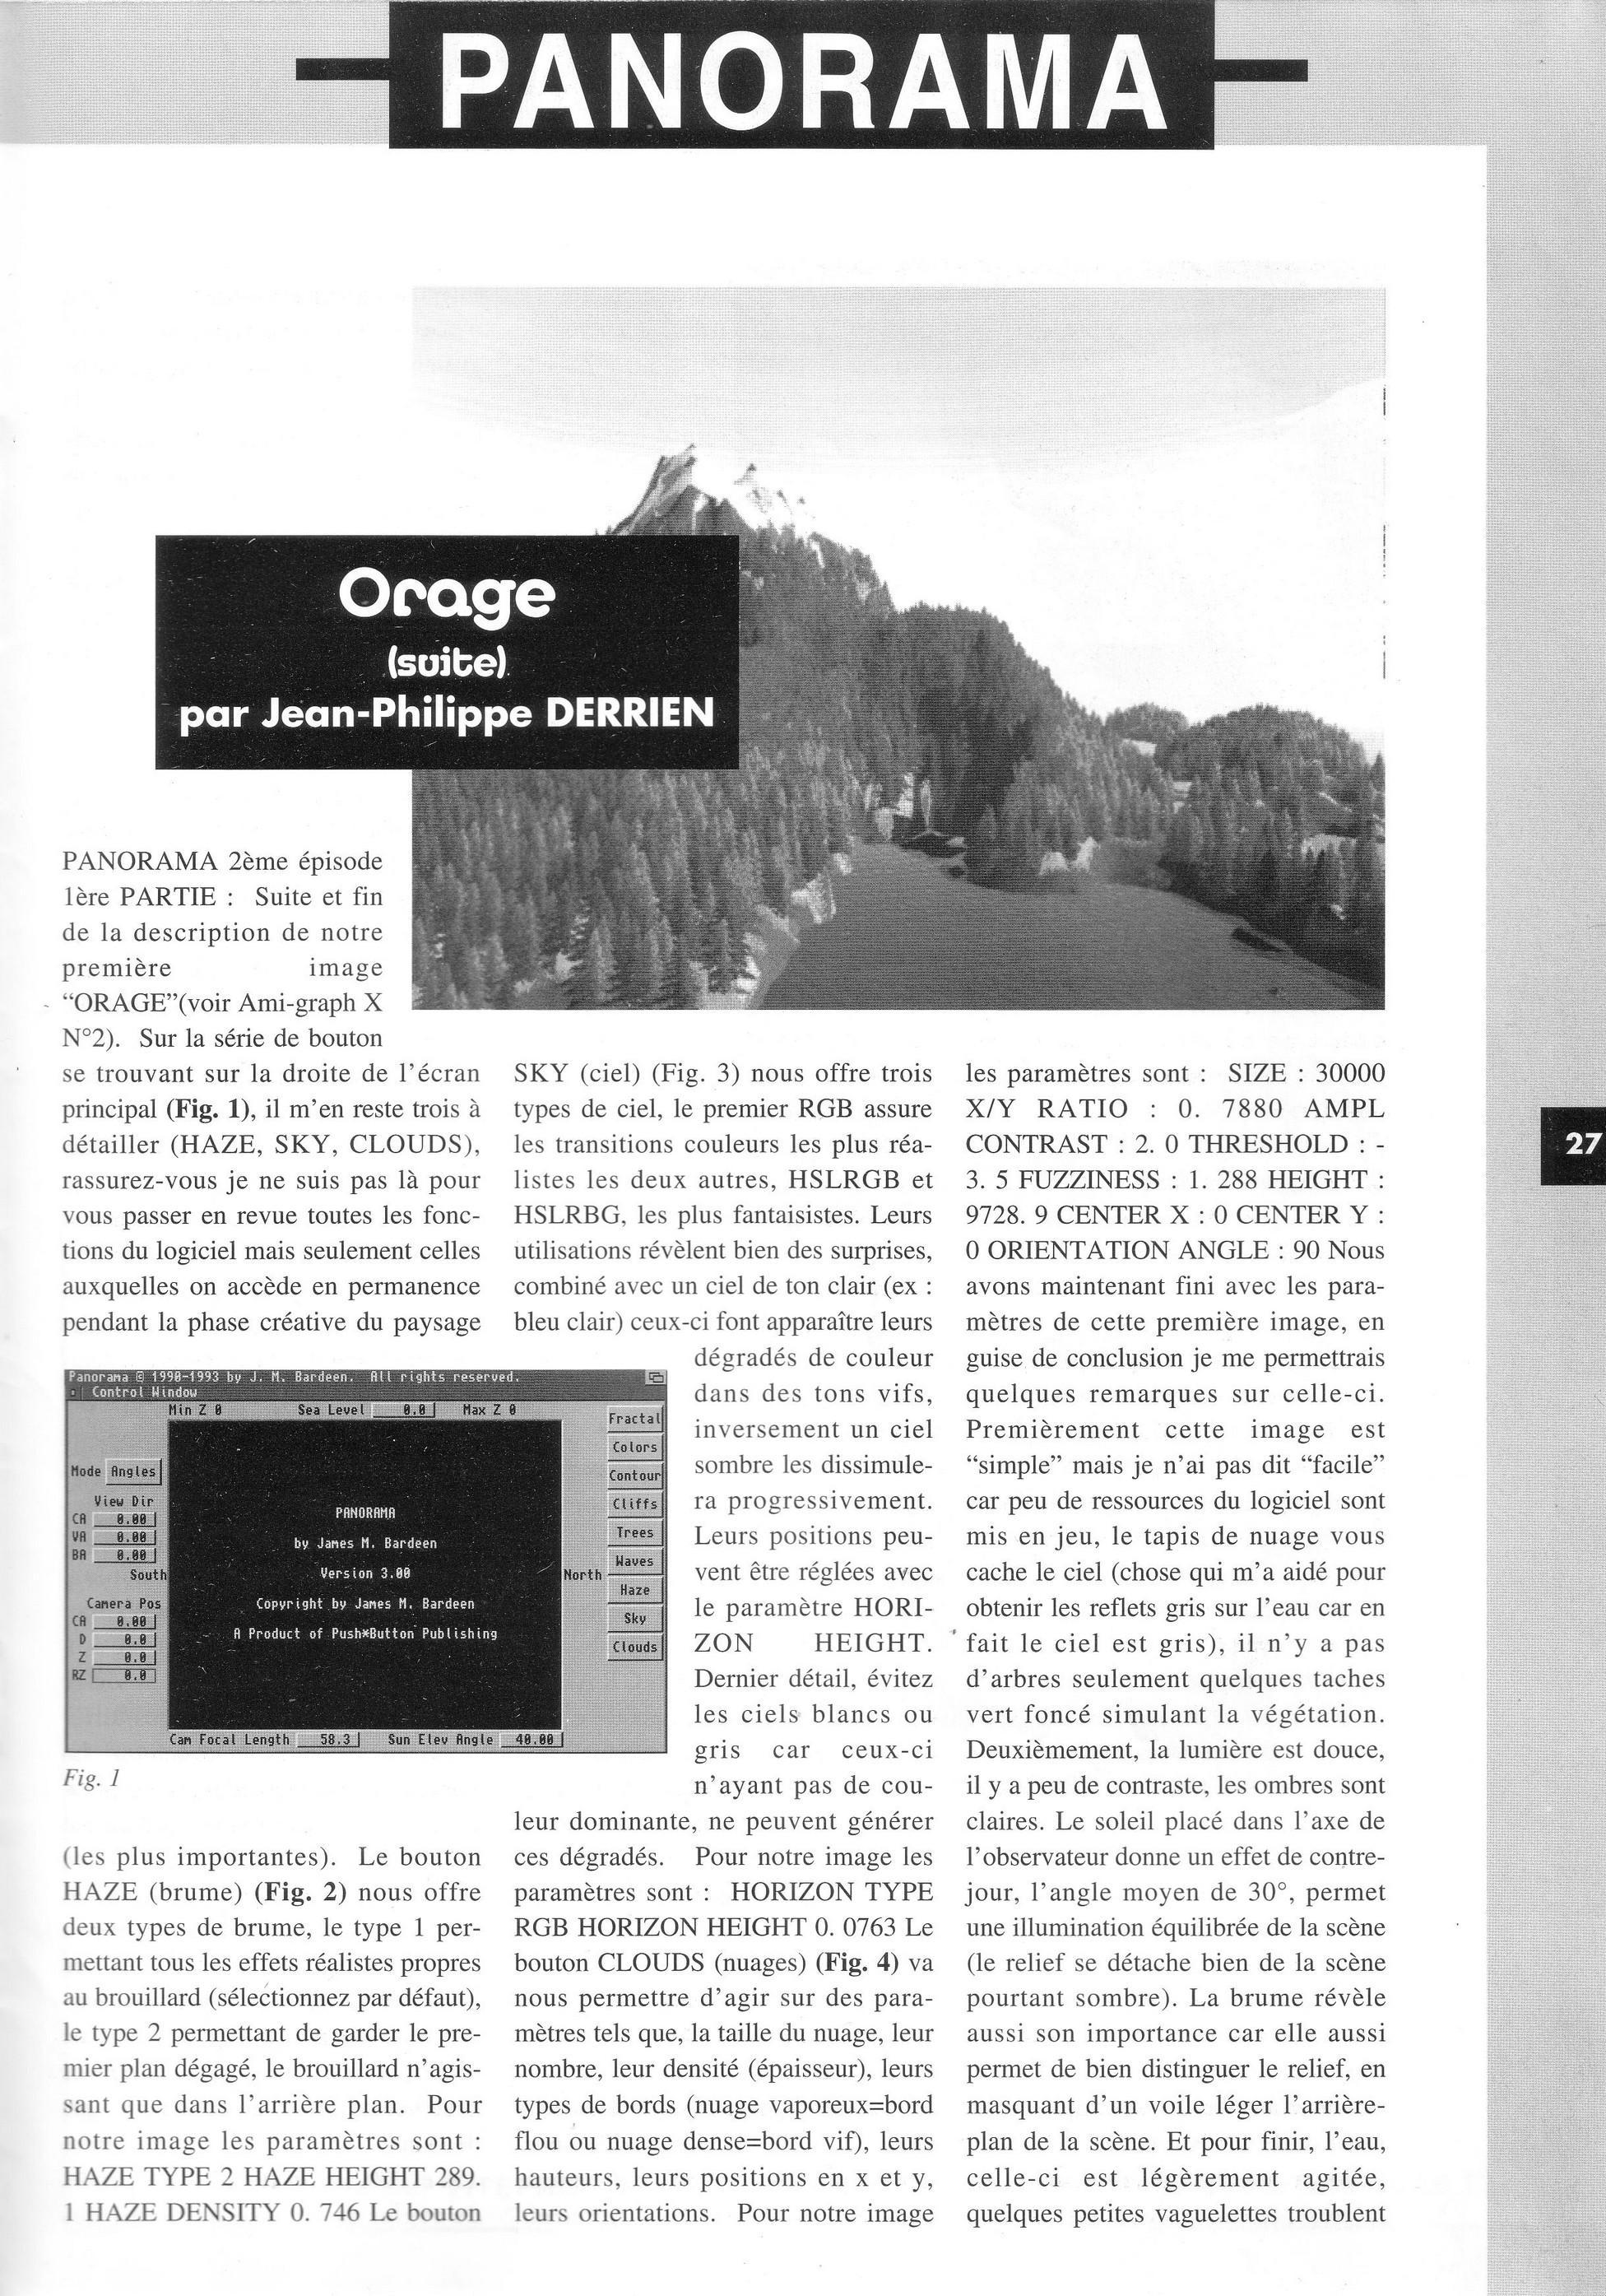 PANORAMA
Orage
(suite)
par Jean-Philippe DERRIEN
PANORAMA 2ème épisode
1ère PARTIE : Suite et fin
de la description de notre
première image
“ORAGE”(voir Ami-graph X
N°2). Sur la série de bouton
se trouvant sur la droite de l’écran
principal (Fig. 1), il m’en reste trois à
détailler (HAZE, SKY, CLOUDS),
rassurez-vous je ne suis pas là pour
vous passer en revue toutes les fonc-
tions du logiciel mais seulement celles
auxquelles on accède en permanence
pendant la phase créative du paysage
Panorama © 1990-1993 by J. M. Bardeen. All rights reserved.
Control Window
Min Z 0 Sea Level 0.0 Max Z 0
Mode Angles
View Dir
CA 0.00
VA 0.00
BA 0.00
South
Camera Pos
CA 0.00
D 0.0
Z 0.0
RZ 0.0
PANORAMA
by James M. Bardeen
Version 3.00
Copyright by James M. Bardeen
A Product of Push*Button Publishing
North
Fractal
Colors
Contour
Cliffs
Trees
Waves
Haze
Sky
Clouds
Cam Focal Length 58.3 Sun Elev Angle 40.00
Fig. 1
(les plus importantes). Le bouton
HAZE (brume) (Fig. 2) nous offre
deux types de brume, le type 1 per-
mettant tous les effets réalistes propres
au brouillard (sélectionnez par défaut),
le type 2 permettant de garder le pre-
mier plan dégagé, le brouillard n’agis-
sant que dans l’arrière plan. Pour
notre image les paramètres sont :
HAZE TYPE 2 HAZE HEIGHT 289.
1 HAZE DENSITY 0. 746 Le bouton
SKY (ciel) (Fig. 3) nous offre trois
types de ciel, le premier RGB assure
les transitions couleurs les plus réa-
listes les deux autres, HSLRGB et
HSLRBG, les plus fantaisistes. Leurs
utilisations révèlent bien des surprises,
combiné avec un ciel de ton clair (ex :
bleu clair) ceux-ci font apparaître leurs
dégradés de couleur
dans des tons vifs,
inversement un ciel
sombre les dissimule-
ra progressivement.
Leurs positions peu-
vent être réglées avec
le paramètre HORI-
ZON HEIGHT.
Dernier détail, évitez
les ciels blancs ou
gris car ceux-ci
n’ayant pas de cou-
leur dominante, ne peuvent générer
ces dégradés. Pour notre image les
paramètres sont : HORIZON TYPE
RGB HORIZON HEIGHT 0. 0763 Le
bouton CLOUDS (nuages) (Fig. 4) va
nous permettre d’agir sur des para-
mètres tels que, la taille du nuage, leur
nombre, leur densité (épaisseur), leurs
types de bords (nuage vaporeux=bord
flou ou nuage dense=bord vif), leurs
hauteurs, leurs positions en x et y,
leurs orientations. Pour notre image
les paramètres sont : SIZE : 30000
X/Y RATIO : 0. 7880 AMPL
CONTRAST : 2. 0 THRESHOLD : -
3. 5 FUZZINESS : 1. 288 HEIGHT :
9728. 9 CENTER X : 0 CENTER Y :
0 ORIENTATION ANGLE : 90 Nous
avons maintenant fini avec les para-
mètres de cette première image, en
guise de conclusion je me permettrais
quelques remarques sur celle-ci.
Premièrement cette image est
“simple” mais je n’ai pas dit “facile”
car peu de ressources du logiciel sont
mis en jeu, le tapis de nuage vous
cache le ciel (chose qui m’a aidé pour
obtenir les reflets gris sur l’eau car en
fait le ciel est gris), il n’y a pas
d’arbres seulement quelques taches
vert foncé simulant la végétation.
Deuxièmement, la lumière est douce,
il y a peu de contraste, les ombres sont
claires. Le soleil placé dans l’axe de
l’observateur donne un effet de contre-
jour, l’angle moyen de 30°, permet
une illumination équilibrée de la scène
(le relief se détache bien de la scène
pourtant sombre). La brume révèle
aussi son importance car elle aussi
permet de bien distinguer le relief, en
masquant d’un voile léger l’arrière-
plan de la scène. Et pour finir, l’eau,
celle-ci est légèrement agitée,
quelques petites vaguelettes troublent
27